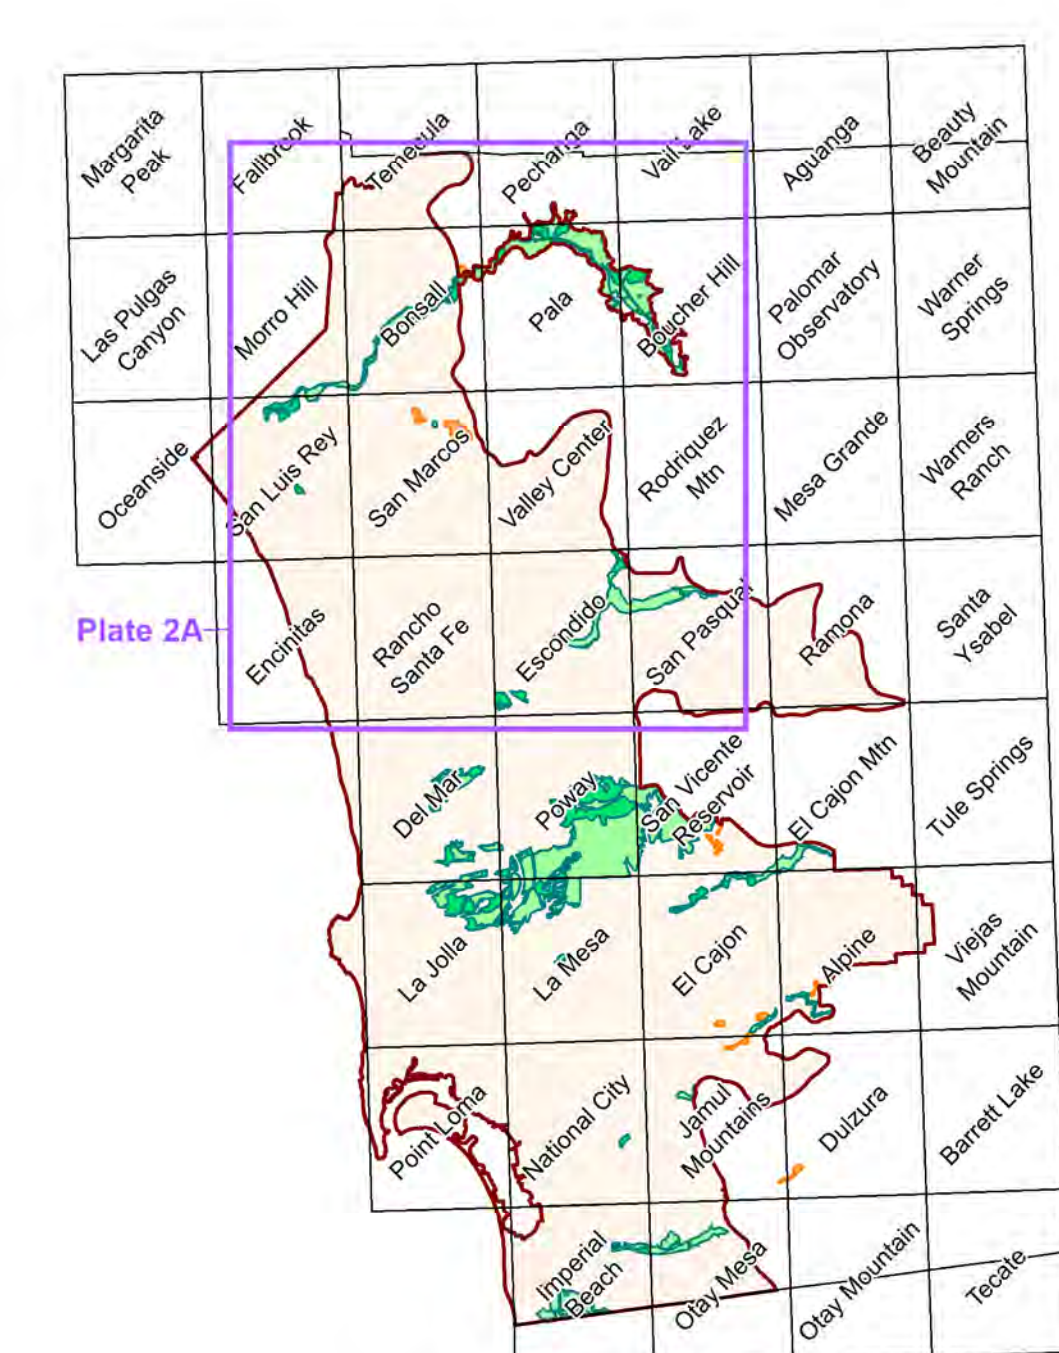 Margarita
Peak
Fallbrook
Temecula
Pechanga
Vail Lake
Aguanga
Beauty
Mountain
Las Pulgas
Canyon
Morro Hill
Bonsall
Pala
Boucher Hill
Palomar
Observatory
Warner
Springs
Oceanside
San Luis Rey
San Marcos
Valley Center
Rodriquez
Mtn
Mesa Grande
Warners
Ranch
Plate 2A
Encinitas
Rancho
Santa Fe
Escondido
San Pasqual
Ramona
Santa
Ysabel
Del Mar
Poway
San Vicente
Reservoir
El Cajon Mtn
Tule Springs
La Jolla
La Mesa
El Cajon
Alpine
Viejas
Mountain
Point Loma
National City
Jamul
Mountains
Dulzura
Barrett Lake
Imperial
Beach
Otay Mesa
Otay Mountain
Tecate